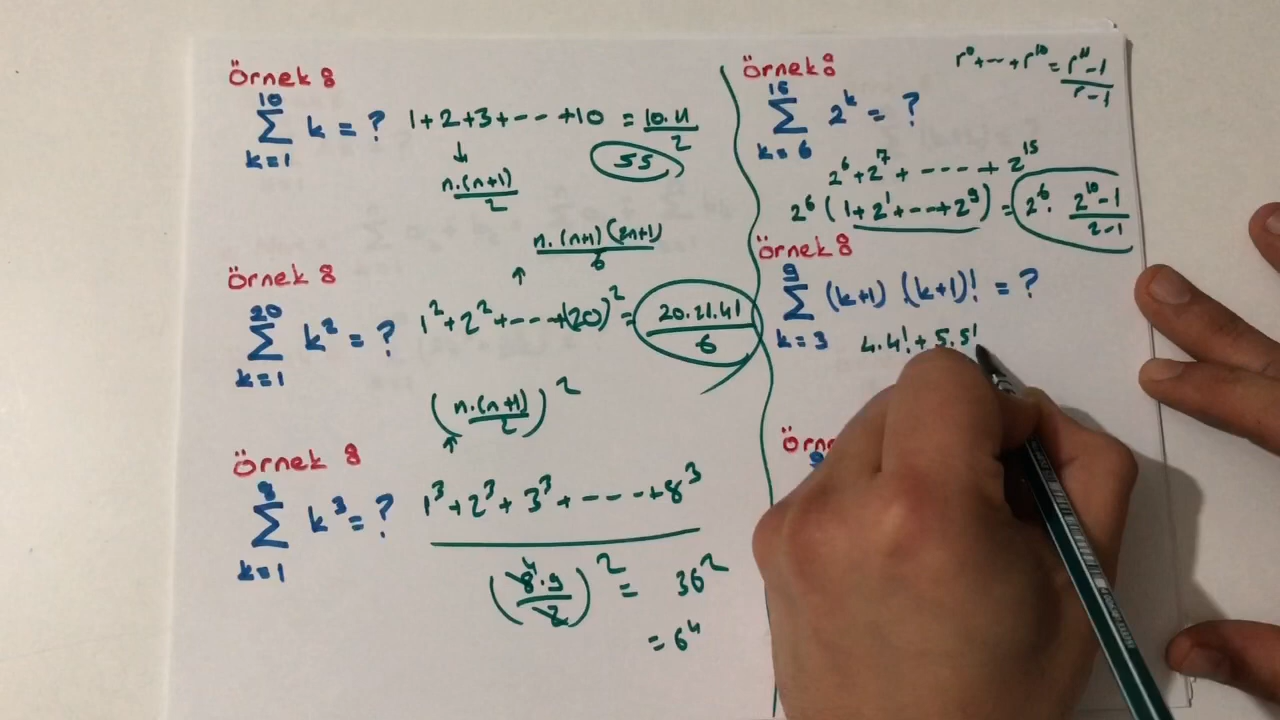 Örnek 8
10
∑ k = ? 1+2+3+--- +10 = 10.11/2
k=1
↓
n.(n+1)/2
55
n.(n+1)(2n+1)/6
↑
Örnek 8
20
∑ k² = ? 1²+2²+---+(20)² = 20.21.41/6
k=1
(n.(n+1)/2)²
↑
Örnek 8
8
∑ k³ = ? 1³+2³+3³+----+8³
k=1
(8.9/2)² = 36²
4
= 6⁴
Örnek 8
r⁰+--+r¹⁰ = r¹¹-1/r-1
15
∑ 2ᵏ = ?
k=6
2⁶+2⁷+----+2¹⁵
2⁶(1+2¹+---+2⁹) = 2⁶. 2¹⁰-1/2-1
Örnek 8
9
∑ (k+1).(k+1)! = ?
k=3
4.4!+5.5!